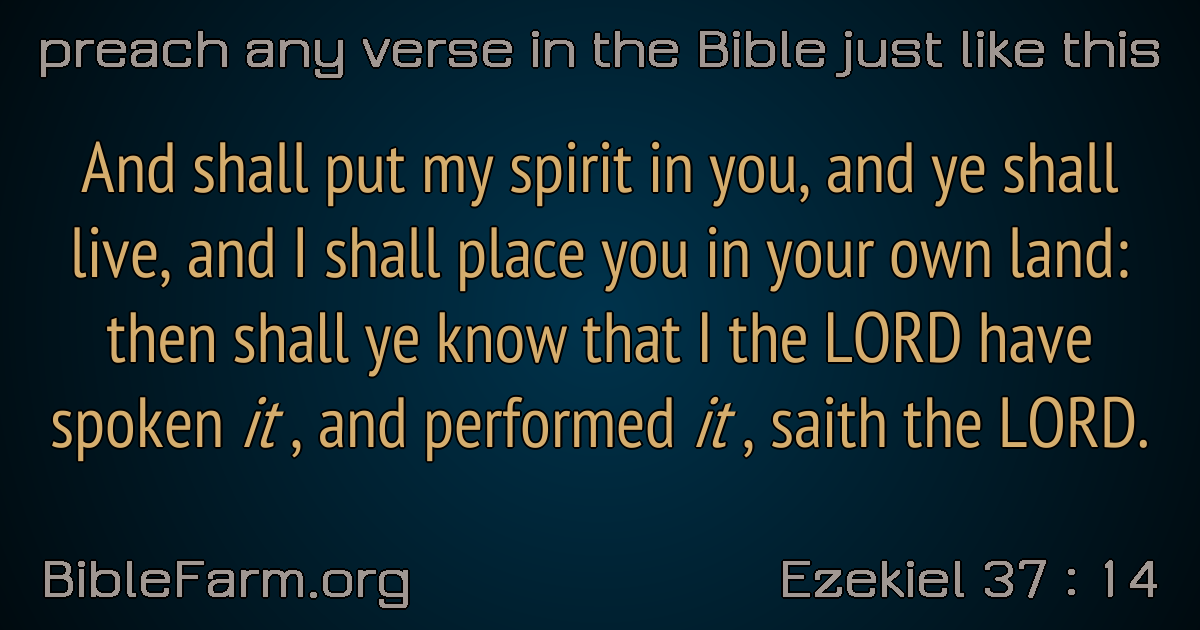 preach any verse in the Bible just like this
And shall put my spirit in you, and ye shall
live, and I shall place you in your own land:
then shall ye know that I the LORD have
spoken it , and performed it , saith the LORD.
BibleFarm.org
Ezekiel 37 : 14